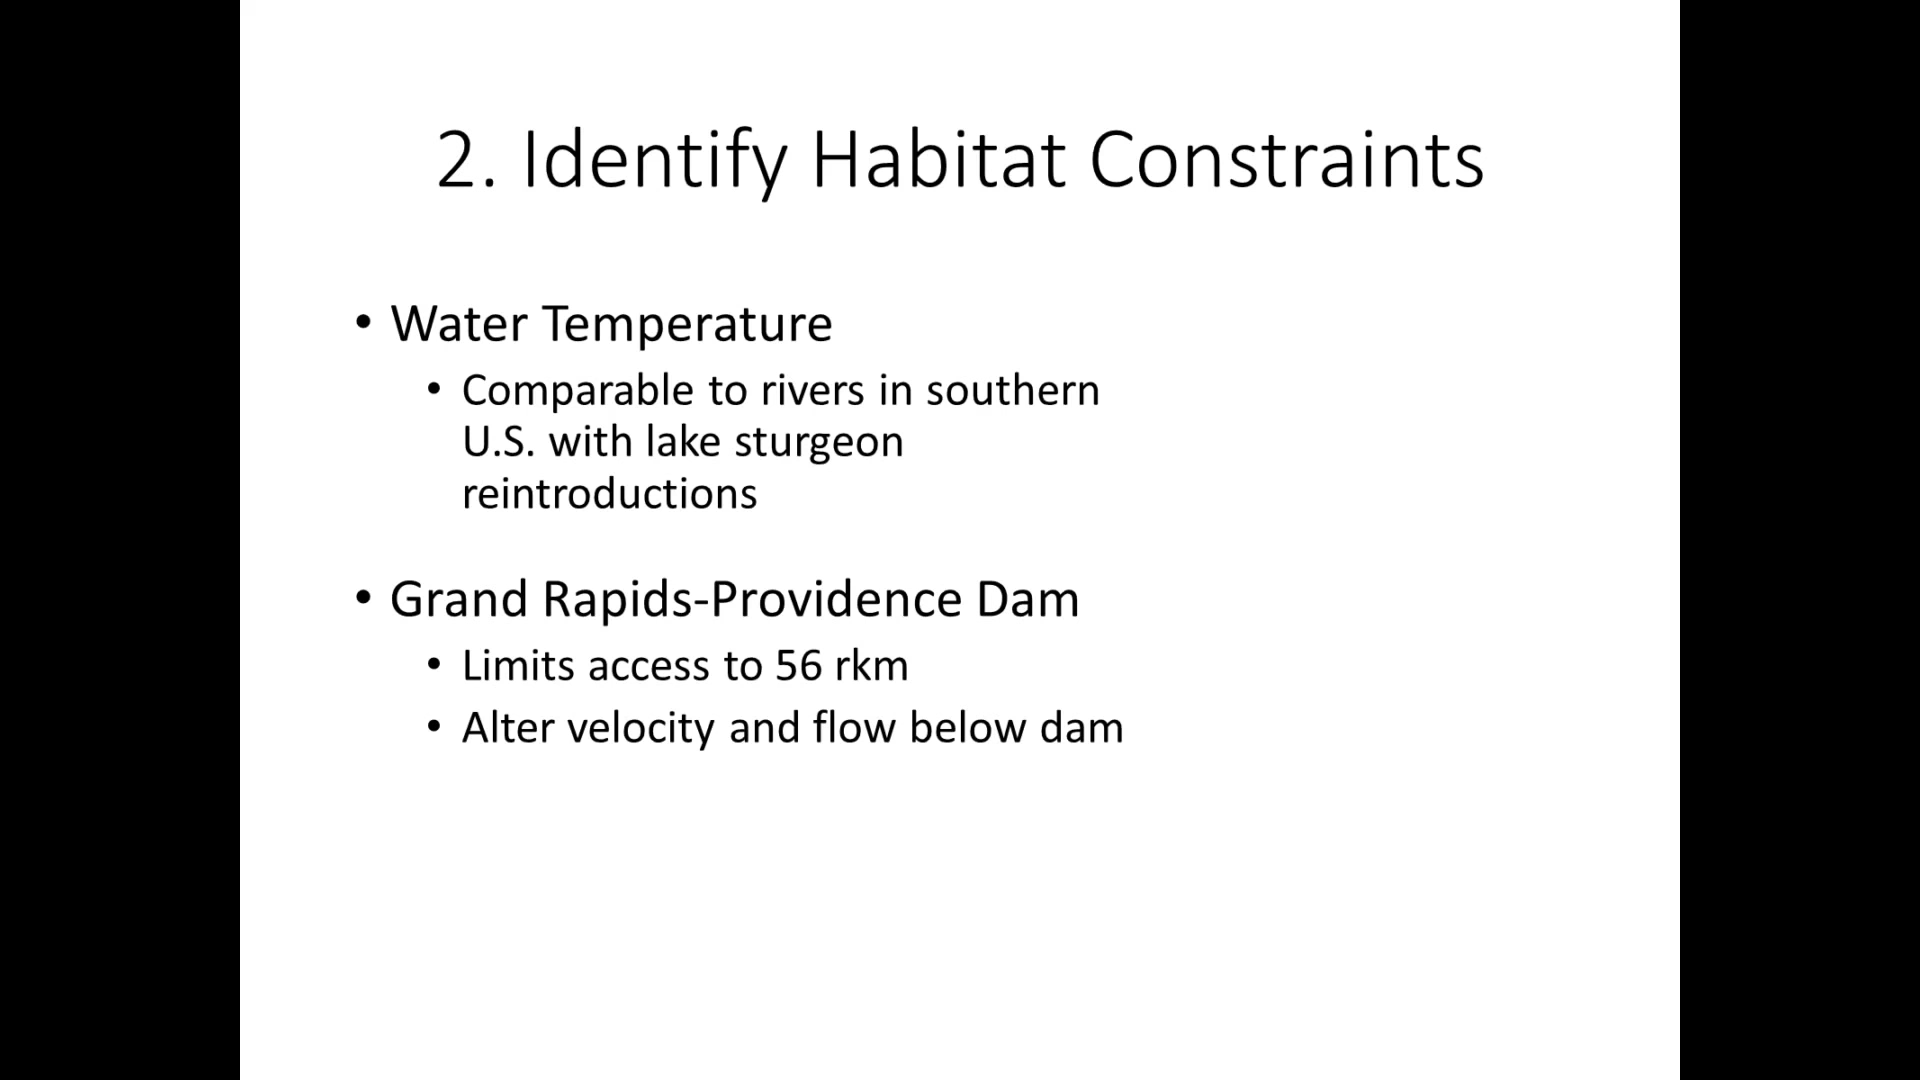 2. Identify Habitat Constraints
• Water Temperature
• Comparable to rivers in southern
U.S. with lake sturgeon
reintroductions
• Grand Rapids-Providence Dam
• Limits access to 56 rkm
• Alter velocity and flow below dam